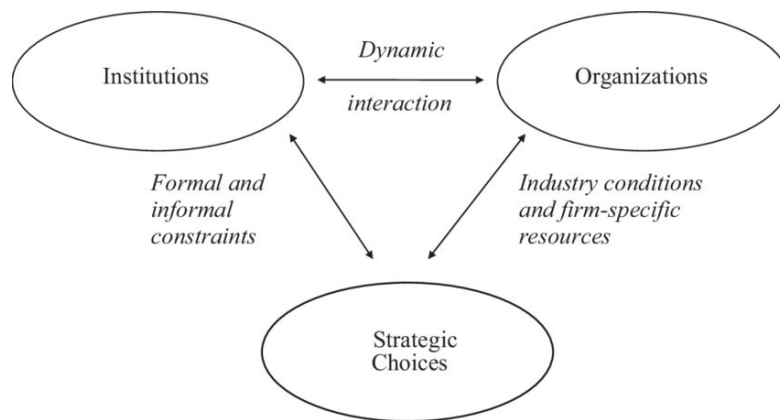 Dynamic
Institutions
Organizations
interaction
Formal and
informal
constraints
Industry conditions
and firm-specific
resources
Strategic
Choices